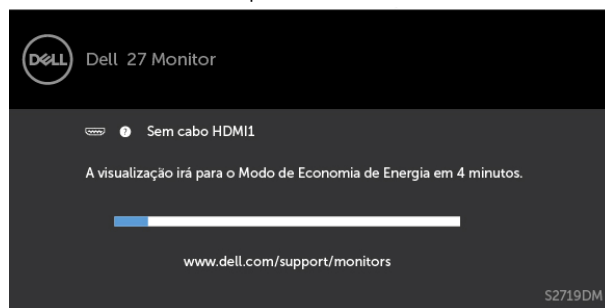 DELL
Dell 27 Monitor
? Sem cabo HDMI1
A visualização irá para o Modo de Economia de Energia em 4 minutos.
www.dell.com/support/monitors
S2719DM